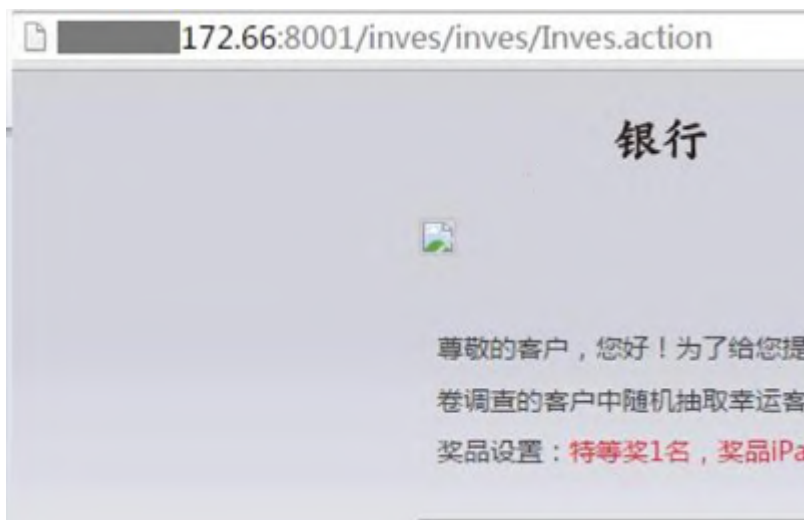 172.66:8001/inves/inves/Inves.action
银行
尊敬的客户，您好！为了给您提
卷调查的客户中随机抽取幸运客
奖品设置：特等奖1名，奖品iPa